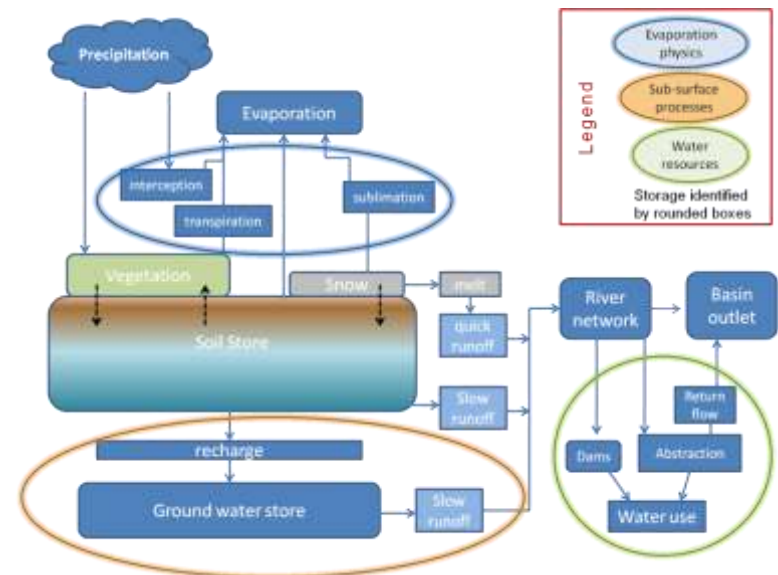 Precipitation
Evaporation
interception
transpiration
sublimation
Vegetation
Snow
melt
Soil Store
quick
runoff
Slow
runoff
recharge
Ground water store
Slow
runoff
River
network
Basin
outlet
Return
flow
Dams
Abstraction
Water use
Legend
Evaporation
physics
Sub-surface
processes
Water
resources
Storage identified
by rounded boxes